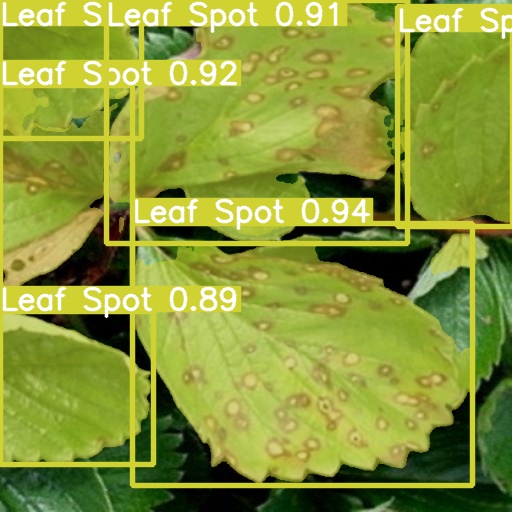 Leaf S
Leaf Spot 0.91
Leaf Sp
Leaf Spot 0.92
Leaf Spot 0.94
Leaf Spot 0.89